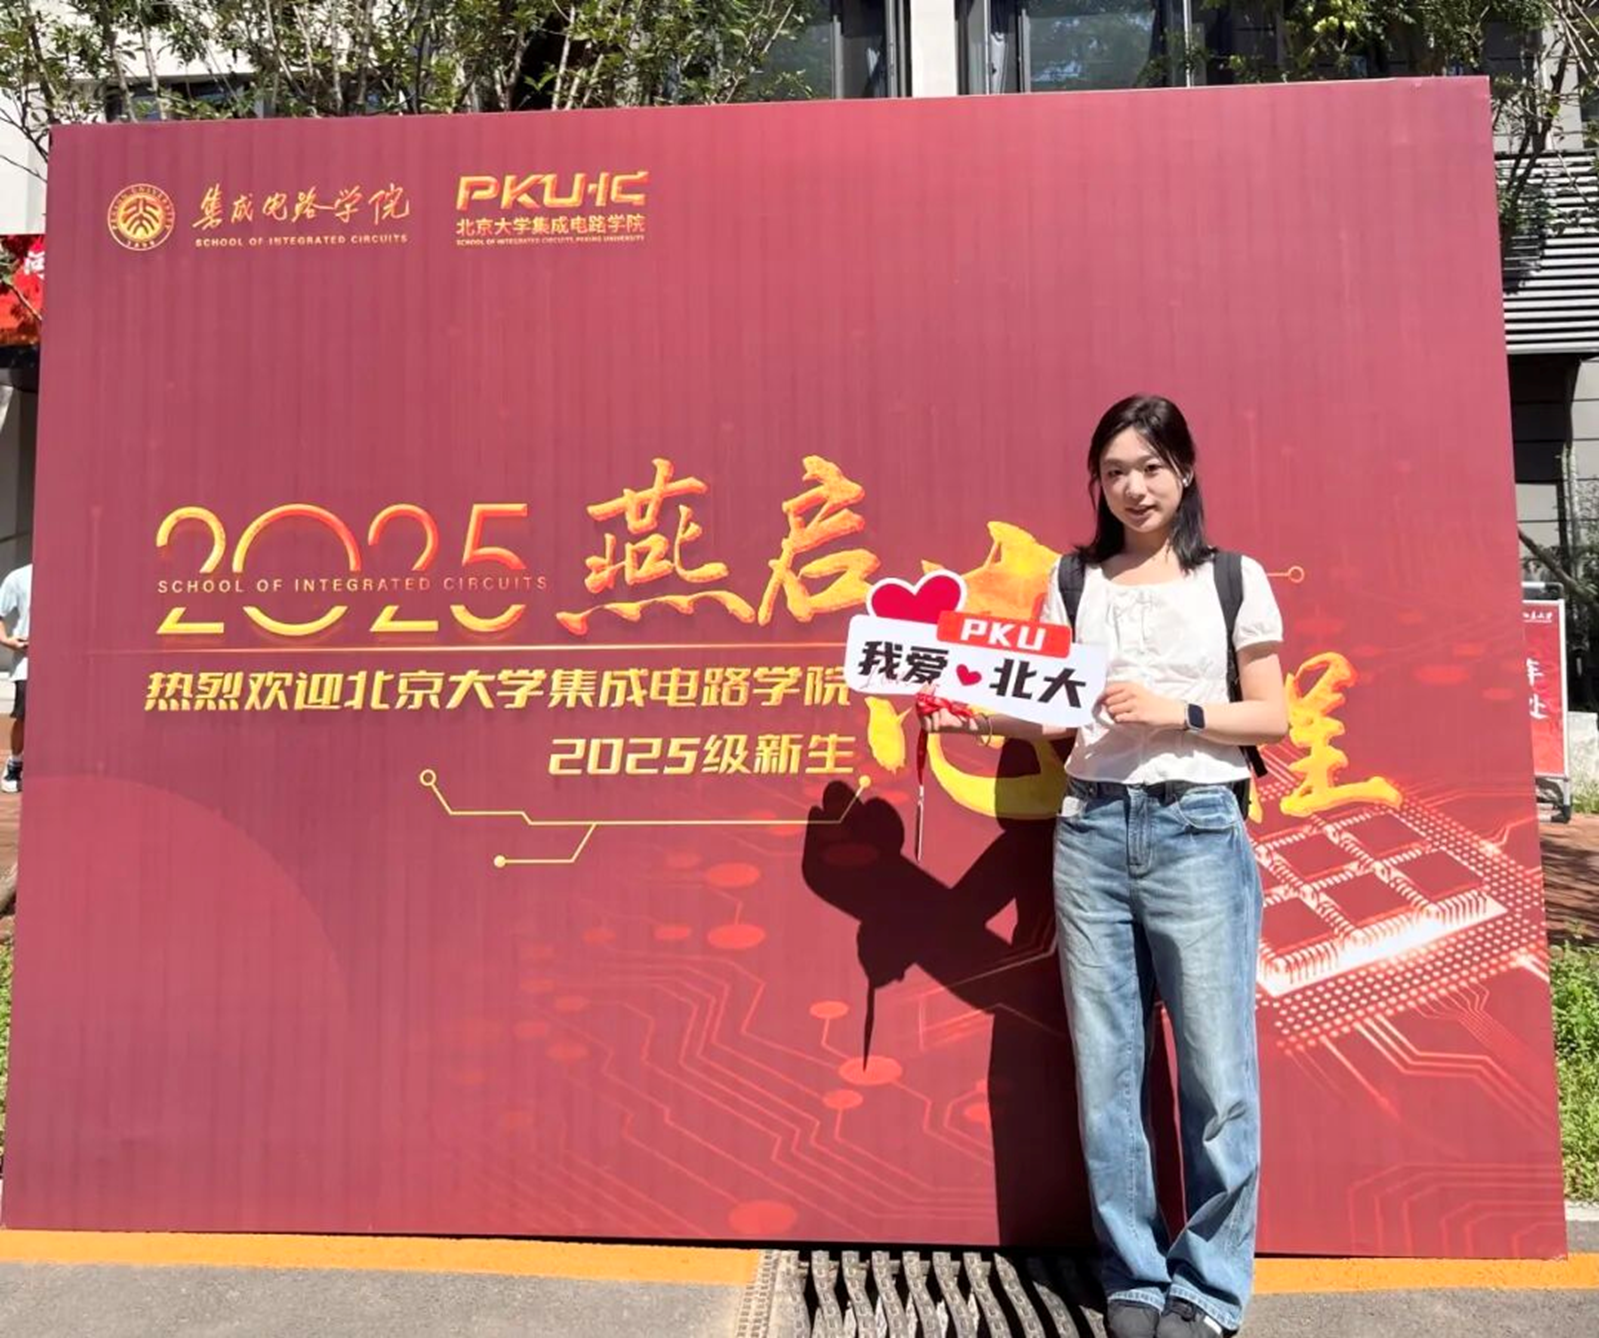 集成电路学院
SCHOOL OF INTEGRATED CIRCUITS
PKU·IC
北京大学集成电路学院
SCHOOL OF INTEGRATED CIRCUITS, PEKING UNIVERSITY
2025 燕启
SCHOOL OF INTEGRATED CIRCUITS
程
热烈欢迎北京大学集成电路学院
2025级新生
PKU
我爱北大